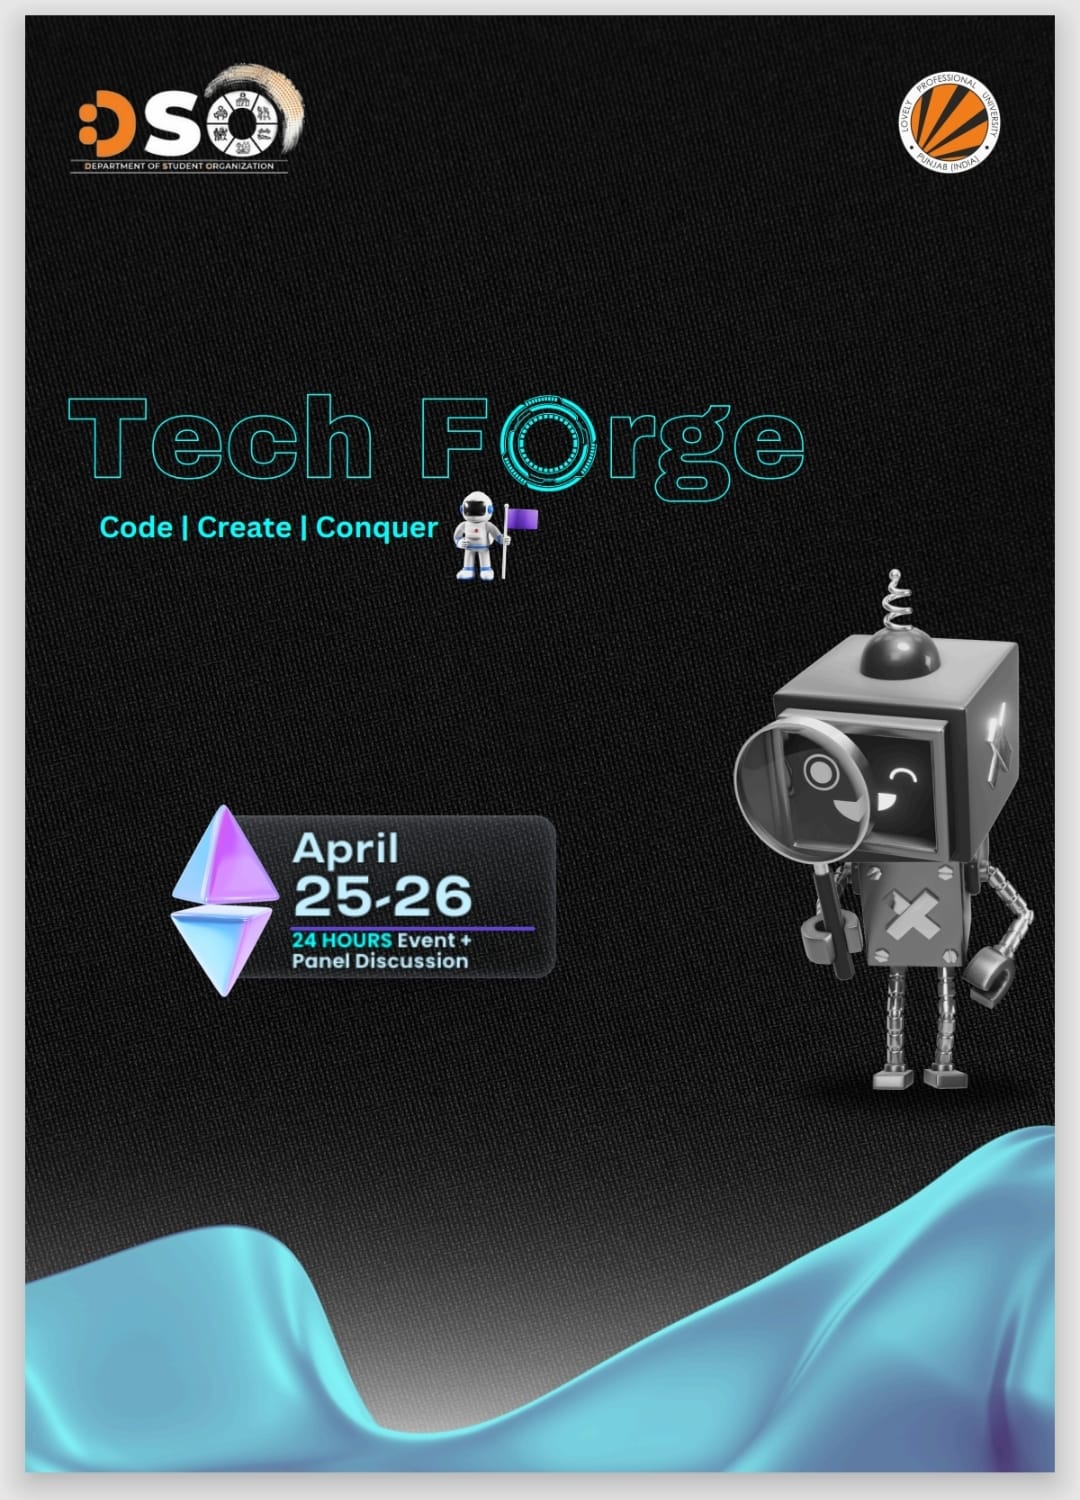 DSO
DEPARTMENT OF STUDENT ORGANIZATION
LOVELY PROFESSIONAL UNIVERSITY
PUNJAB (INDIA)
Tech FOrge
Code | Create | Conquer
April
25-26
24 HOURS Event +
Panel Discussion